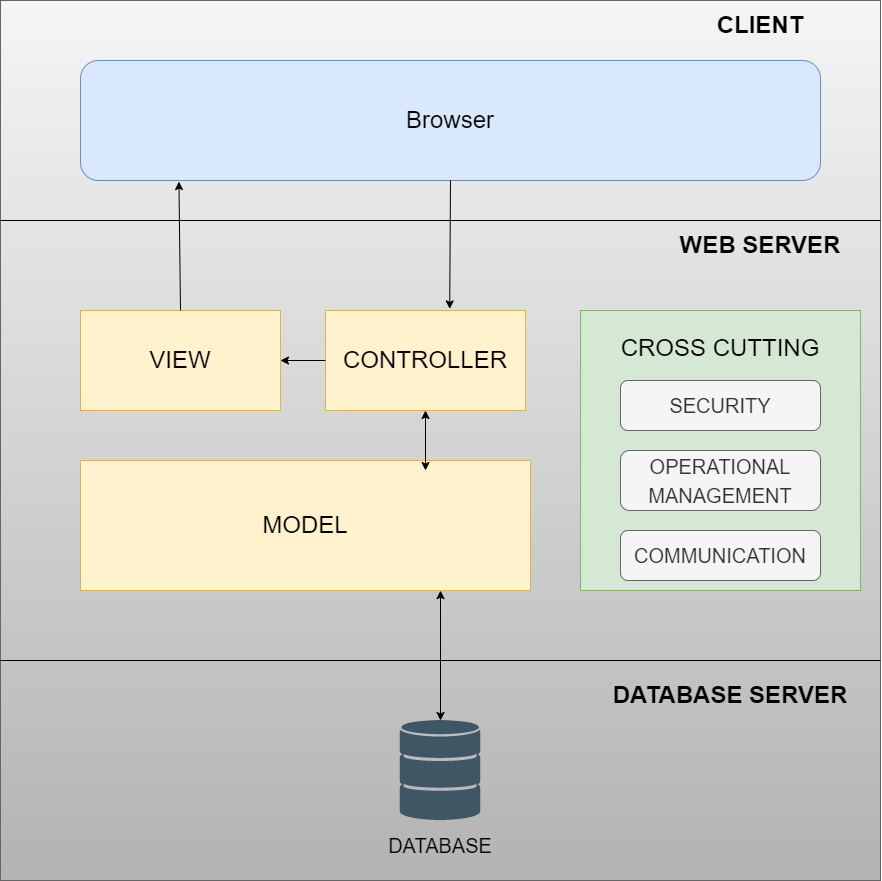 CLIENT
Browser
WEB SERVER
VIEW
CONTROLLER
MODEL
CROSS CUTTING
SECURITY
OPERATIONAL
MANAGEMENT
COMMUNICATION
DATABASE SERVER
DATABASE